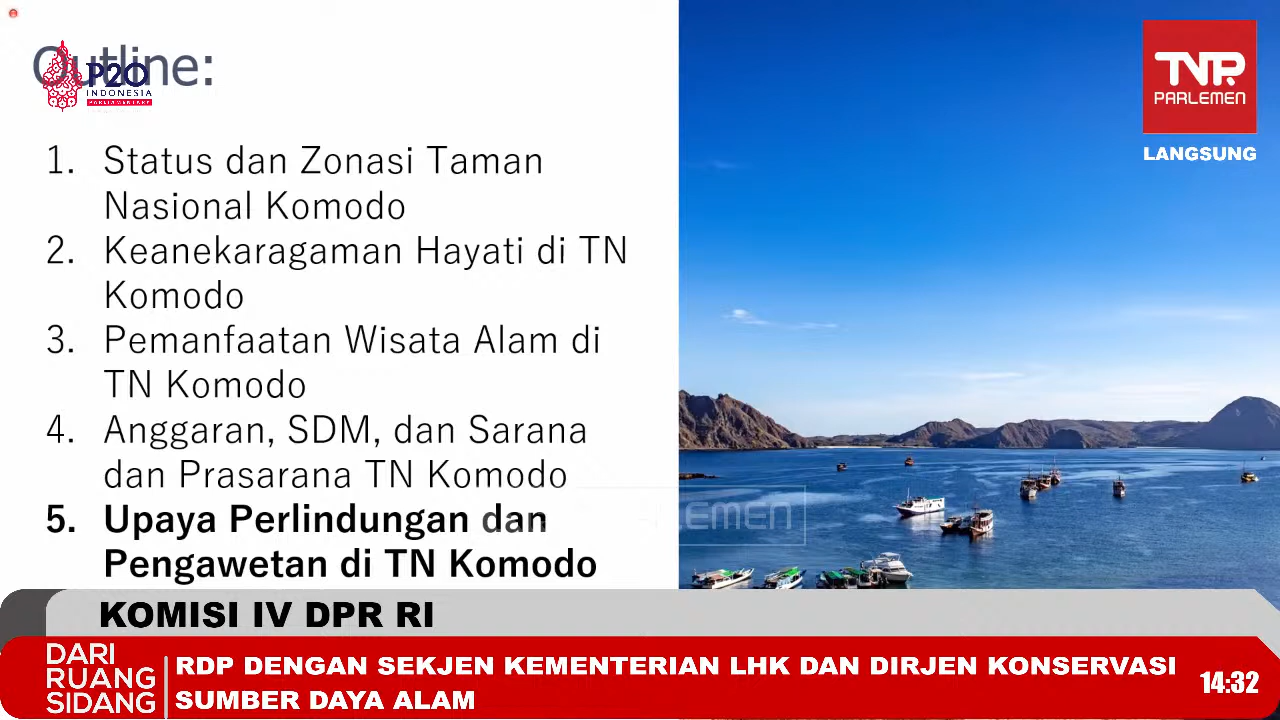 Outline:
P20
INDONESIA
PARLIAMENTARY
TVR
PARLEMEN
LANGSUNG
1. Status dan Zonasi Taman
Nasional Komodo
2. Keanekaragaman Hayati di TN
Komodo
3. Pemanfaatan Wisata Alam di
TN Komodo
4. Anggaran, SDM, dan Sarana
dan Prasarana TN Komodo
5. Upaya Perlindungan dan
Pengawetan di TN Komodo
PARLEMEN
KOMISI IV DPR RI
DARI
RUANG
SIDANG
RDP DENGAN SEKJEN KEMENTERIAN LHK DAN DIRJEN KONSERVASI
SUMBER DAYA ALAM
14:32